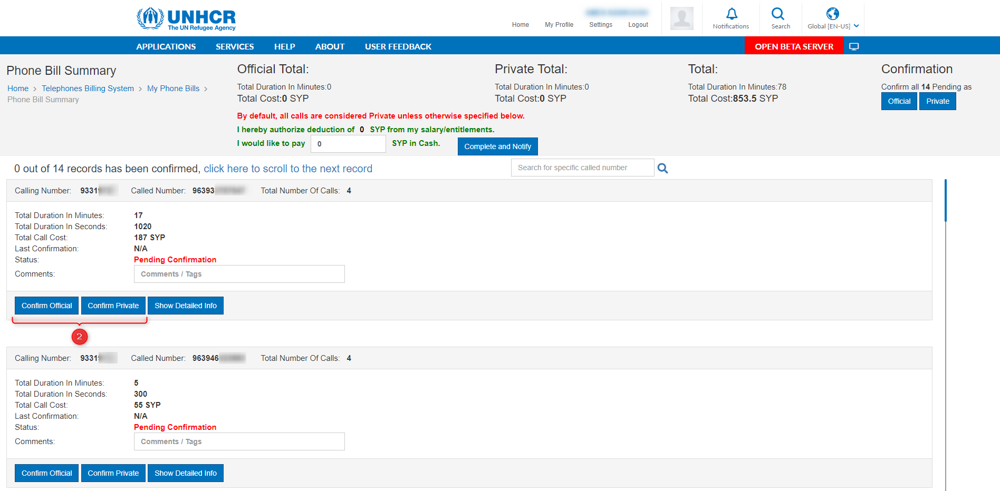 UNHCR
The UN Refugee Agency
Home My Profile Settings Logout
Notifications
Search
Global [EN-US]
APPLICATIONS SERVICES HELP ABOUT USER FEEDBACK
OPEN BETA SERVER
Phone Bill Summary
Home > Telephones Billing System > My Phone Bills >
Phone Bill Summary
Official Total:
Total Duration In Minutes:0
Total Cost:0 SYP
Private Total:
Total Duration In Minutes:0
Total Cost:0 SYP
Total:
Total Duration In Minutes:78
Total Cost:853.5 SYP
Confirmation
Confirm all 14 Pending as
Official Private
By default, all calls are considered Private unless otherwise specified below.
I hereby authorize deduction of 0 SYP from my salary/entitlements.
I would like to pay 0 SYP in Cash. Complete and Notify
0 out of 14 records has been confirmed, click here to scroll to the next record
Search for specific called number
Calling Number: 9331 Called Number: 96393 Total Number Of Calls: 4
Total Duration In Minutes: 17
Total Duration In Seconds: 1020
Total Call Cost: 187 SYP
Last Confirmation: N/A
Status: Pending Confirmation
Comments: Comments / Tags
Confirm Official Confirm Private Show Detailed Info
2
Calling Number: 9331 Called Number: 963946 Total Number Of Calls: 4
Total Duration In Minutes: 5
Total Duration In Seconds: 300
Total Call Cost: 55 SYP
Last Confirmation: N/A
Status: Pending Confirmation
Comments: Comments / Tags
Confirm Official Confirm Private Show Detailed Info